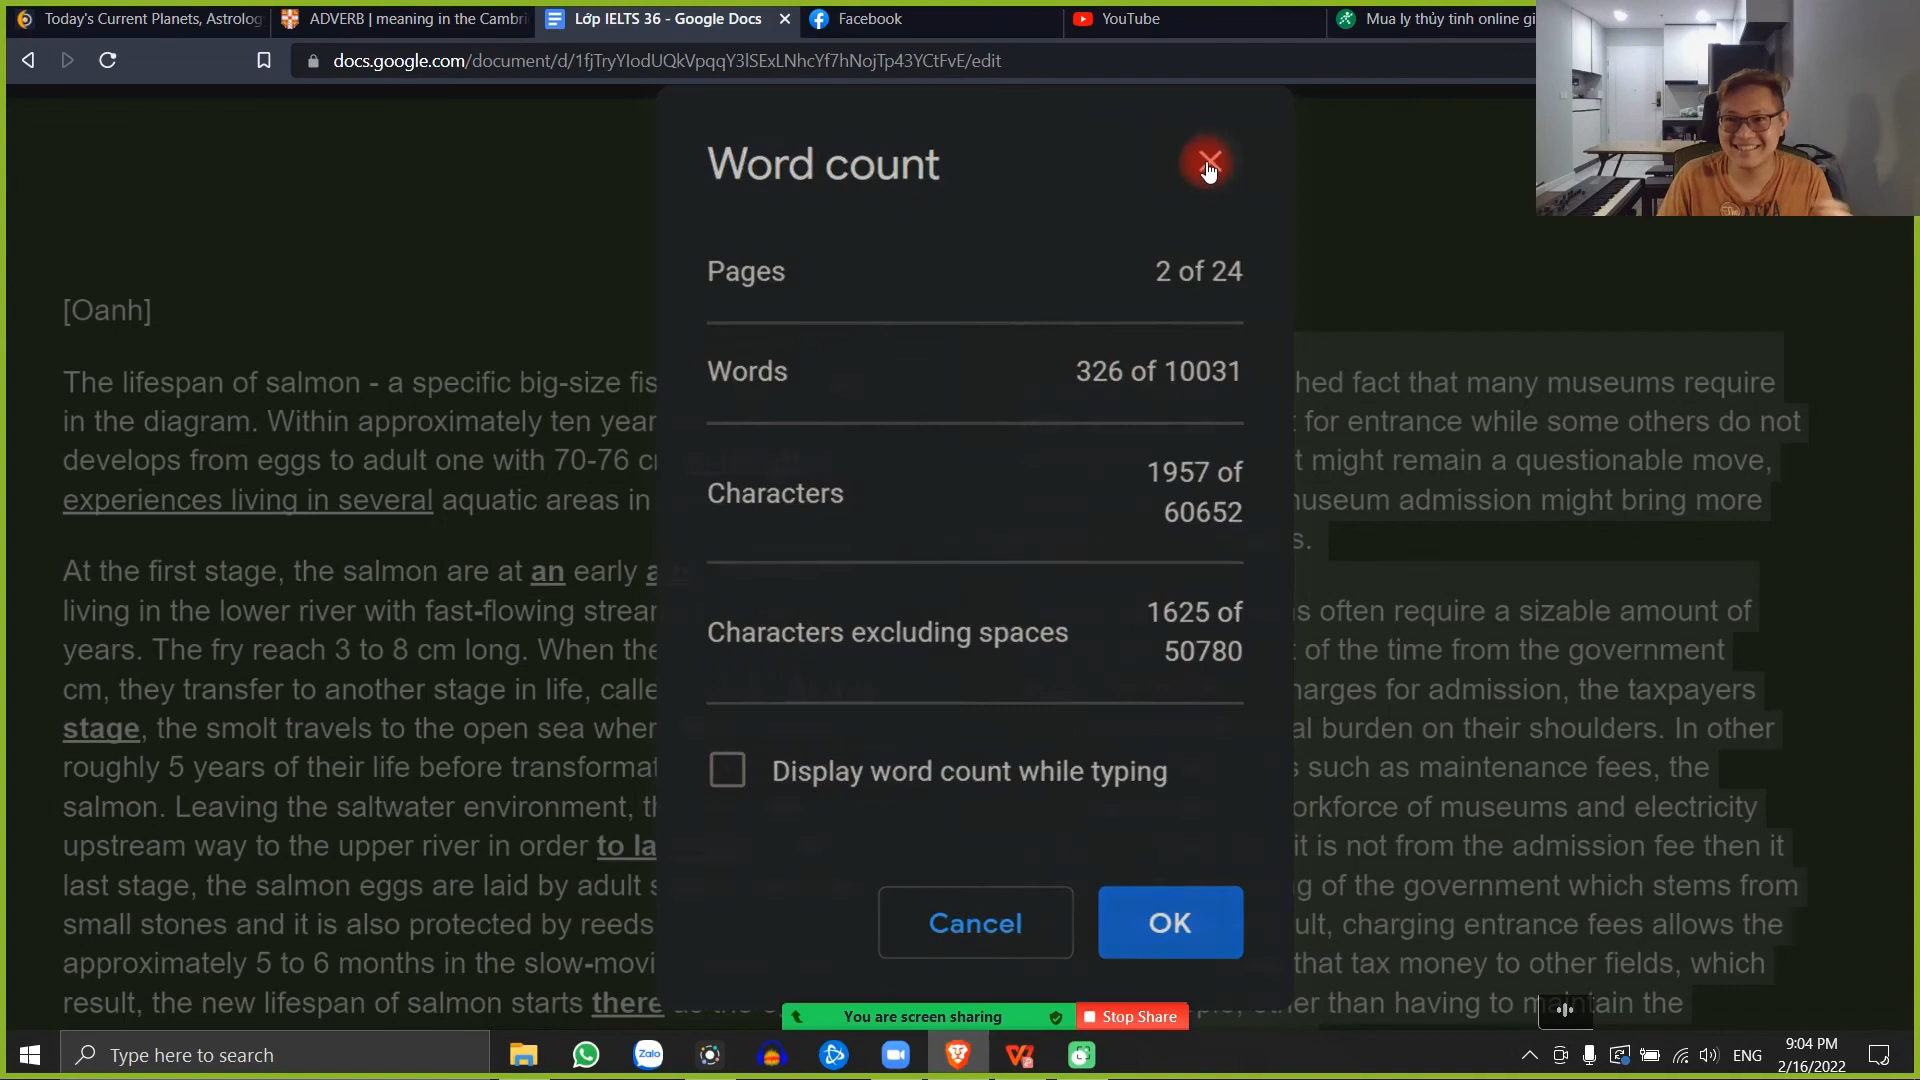 Today's Current Planets, Astrolog
ADVERB | meaning in the Cambri
Lớp IELTS 36 - Google Docs
Facebook
YouTube
Mua ly thủy tinh online gi
docs.google.com/document/d/1fjTryYIodUQkVpqqY3lSExLNhcYf7hNojTp43YCtFvE/edit
Word count
Pages 2 of 24
Words 326 of 10031
Characters 1957 of
60652
Characters excluding spaces 1625 of
50780
Display word count while typing
Cancel OK
[Oanh]
The lifespan of salmon - a specific big-size fis
in the diagram. Within approximately ten year
develops from eggs to adult one with 70-76 c
experiences living in several aquatic areas in
At the first stage, the salmon are at an early
living in the lower river with fast-flowing strear
years. The fry reach 3 to 8 cm long. When the
cm, they transfer to another stage in life, calle
stage, the smolt travels to the open sea wher
roughly 5 years of their life before transformat
salmon. Leaving the saltwater environment, th
upstream way to the upper river in order to la
last stage, the salmon eggs are laid by adult s
small stones and it is also protected by reeds
approximately 5 to 6 months in the slow-movi
result, the new lifespan of salmon starts there
hed fact that many museums require
for entrance while some others do not
t might remain a questionable move,
museum admission might bring more
s.
s often require a sizable amount of
of the time from the government
harges for admission, the taxpayers
al burden on their shoulders. In other
s such as maintenance fees, the
orkforce of museums and electricity
it is not from the admission fee then it
g of the government which stems from
ult, charging entrance fees allows the
that tax money to other fields, which
er than having to maintain the
You are screen sharing
Stop Share
Type here to search
Zalo
ENG
9:04 PM
2/16/2022